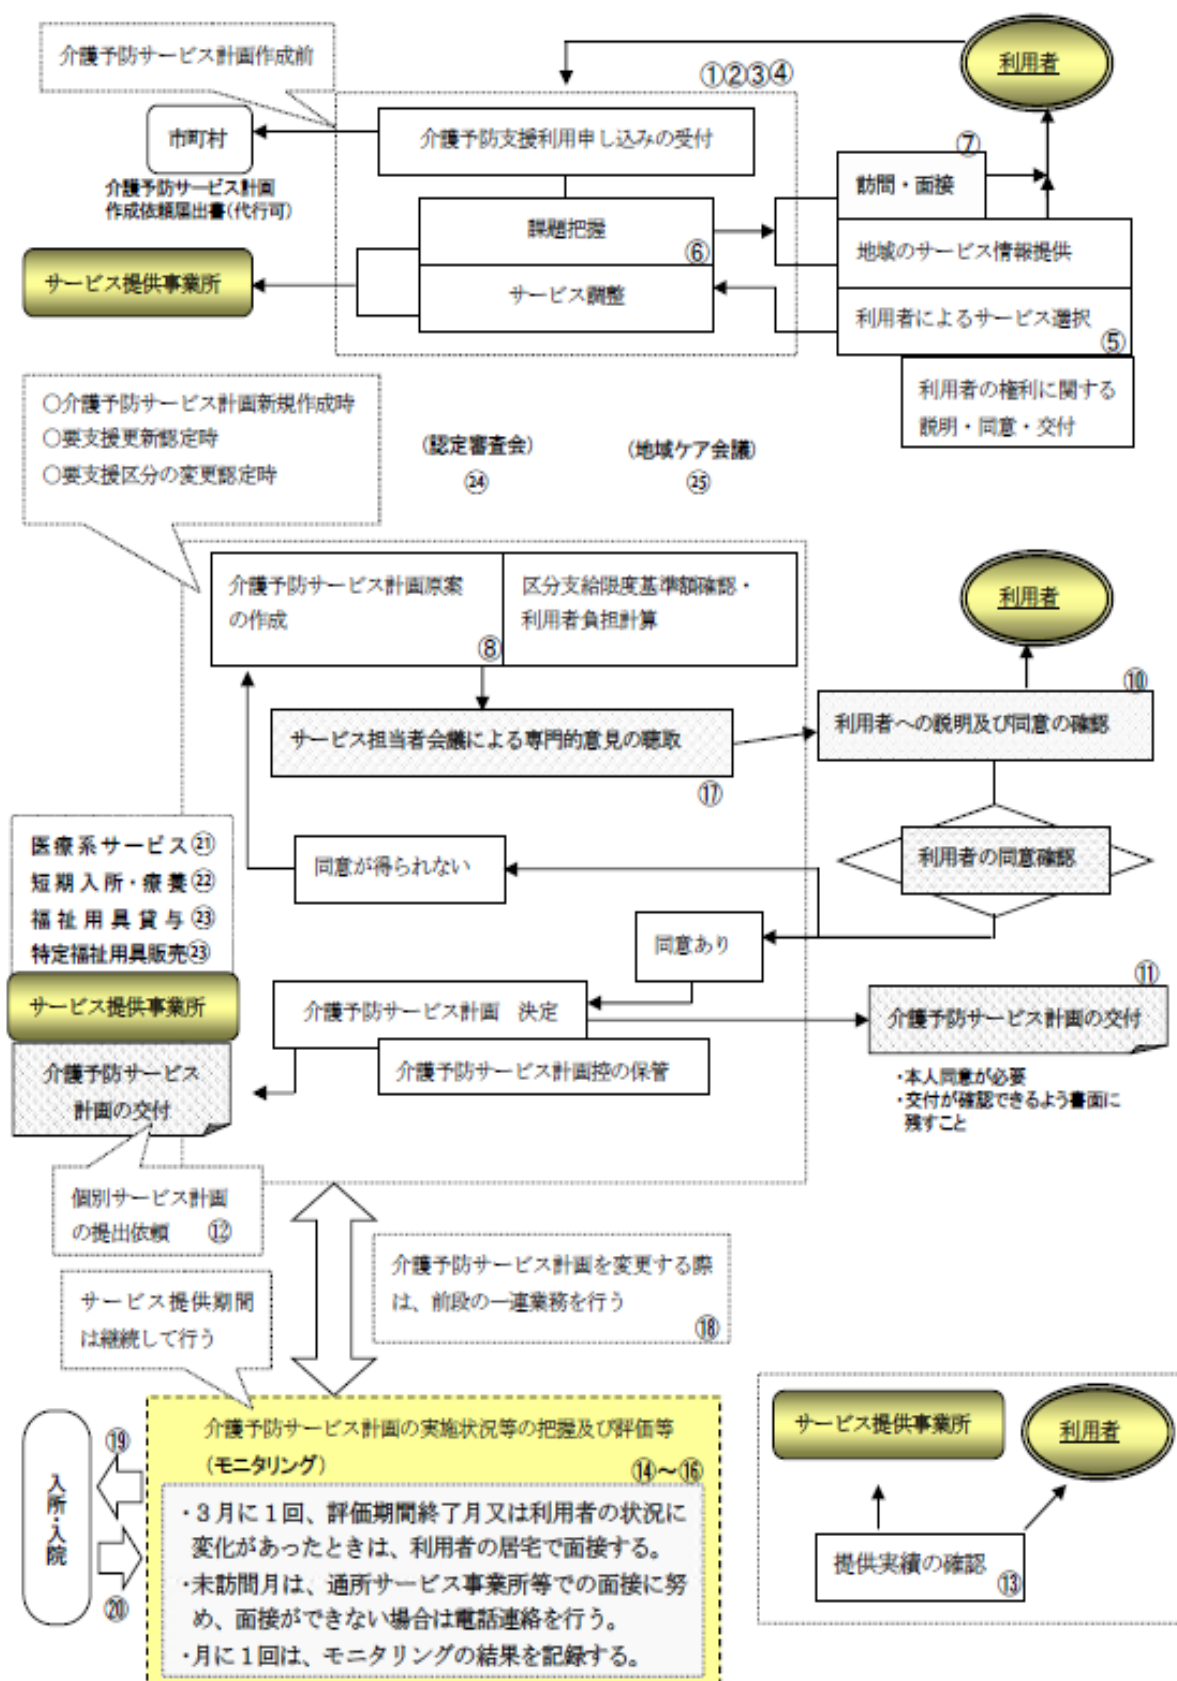 介護予防サービス計画作成前
利用者
①②③④
市町村
介護予防サービス計画
作成依頼届出書(代行可)
介護予防支援利用申し込みの受付
課題把握
⑥
サービス調整
サービス提供事業所
⑦
訪問・面接
地域のサービス情報提供
利用者によるサービス選択
⑤
利用者の権利に関する
説明・同意・交付
○介護予防サービス計画新規作成時
○要支援更新認定時
○要支援区分の変更認定時
(認定審査会)
㉔
(地域ケア会議)
㉕
介護予防サービス計画原案
の作成
⑧
区分支給限度基準額確認・
利用者負担計算
利用者
⑩
利用者への説明及び同意の確認
サービス担当者会議による専門的意見の聴取
⑰
利用者の同意確認
同意が得られない
同意あり
医療系サービス㉑
短期入所・療養㉒
福祉用具貸与㉓
特定福祉用具販売㉓
サービス提供事業所
介護予防サービス
計画の交付
介護予防サービス計画　決定
介護予防サービス計画控の保管
⑪
介護予防サービス計画の交付
・本人同意が必要
・交付が確認できるよう書面に
残すこと
個別サービス計画
の提出依頼　⑫
介護予防サービス計画を変更する際
は、前段の一連業務を行う
⑱
サービス提供期間
は継続して行う
介護予防サービス計画の実施状況等の把握及び評価等
(モニタリング)
⑭～⑯
・3月に1回、評価期間終了月又は利用者の状況に
変化があったときは、利用者の居宅で面接する。
・未訪問月は、通所サービス事業所等での面接に努
め、面接ができない場合は電話連絡を行う。
・月に1回は、モニタリングの結果を記録する。
⑲
入所・入院
⑳
サービス提供事業所
利用者
提供実績の確認
⑬